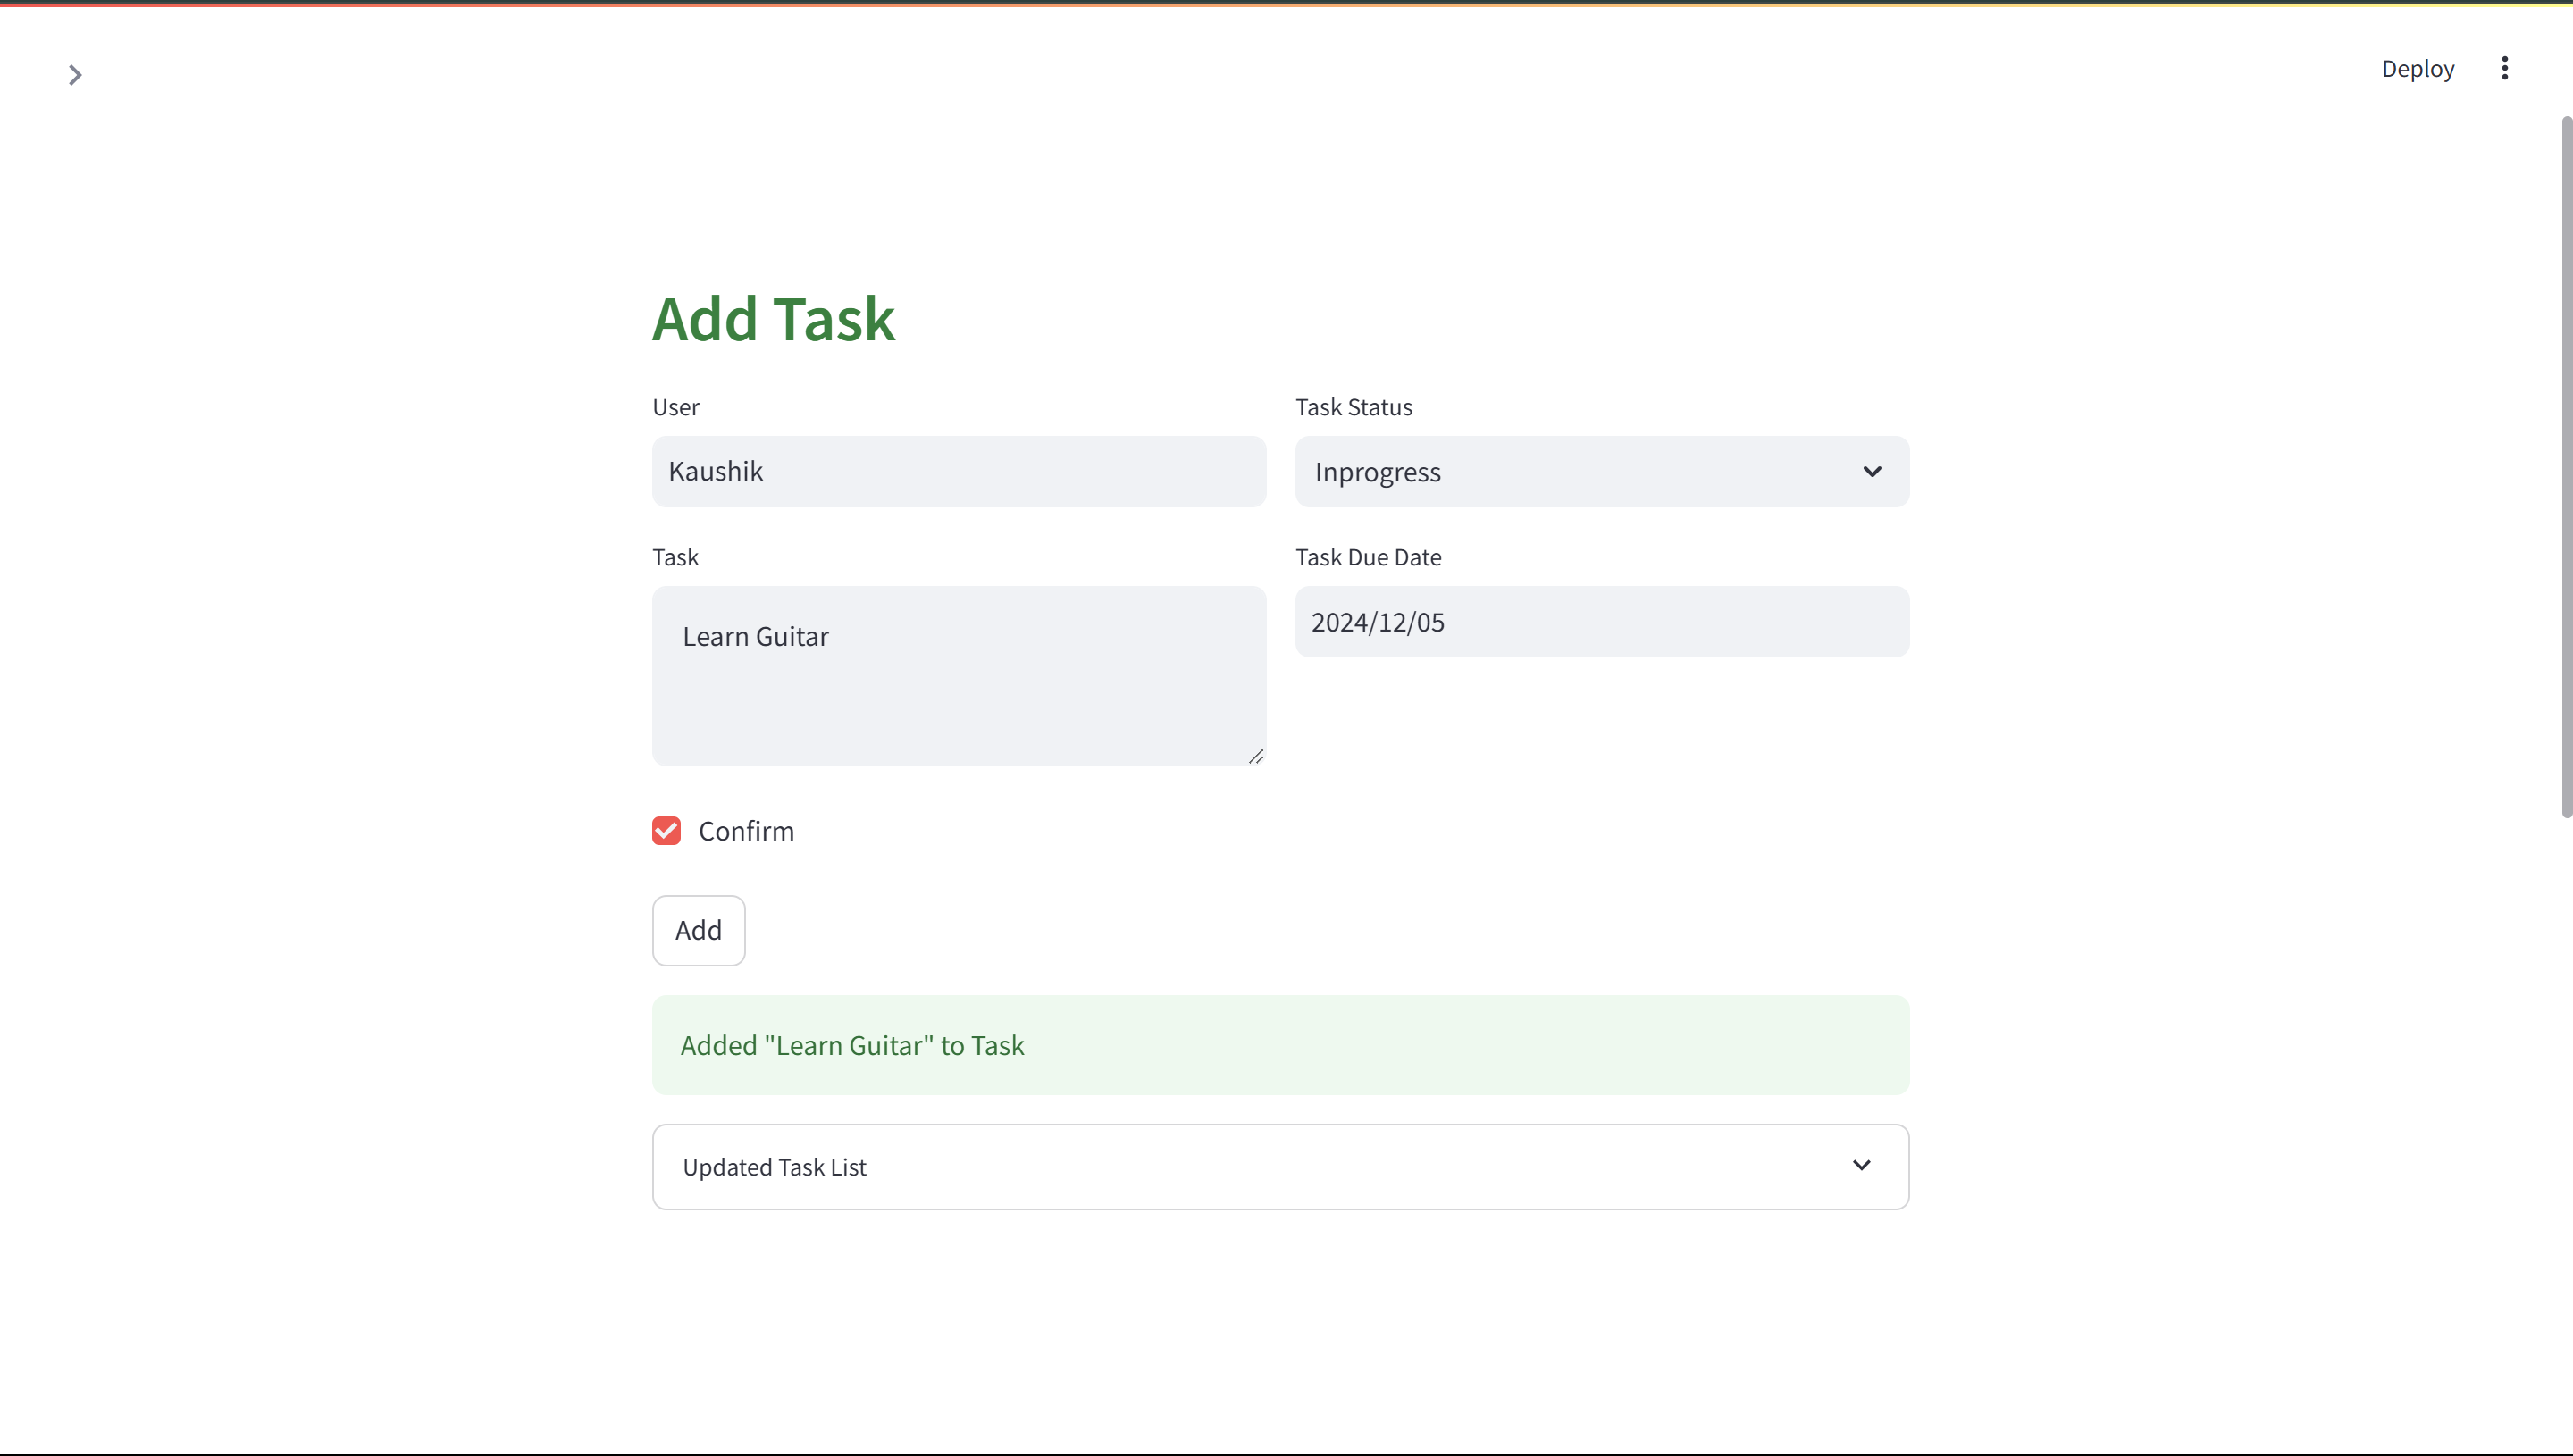 Deploy
Add Task
User
Kaushik
Task Status
Inprogress
Task
Learn Guitar
Task Due Date
2024/12/05
Confirm
Add
Added "Learn Guitar" to Task
Updated Task List